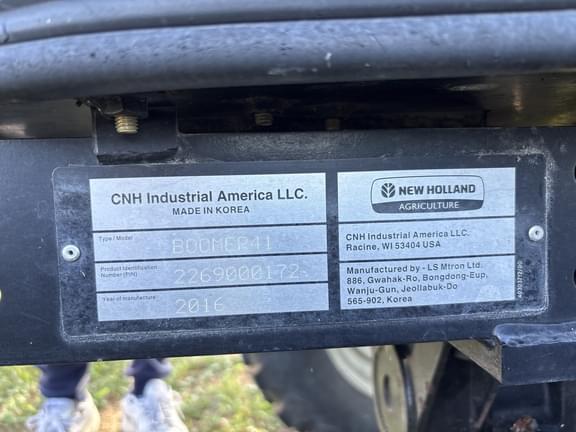 CNH Industrial America LLC.
MADE IN KOREA
Type / Model
BOOMER41
Product Identification
Number (PIN)
2269000172-
Year of manufacture
2016
NEW HOLLAND
AGRICULTURE
CNH Industrial America LLC.
Racine, WI 53404 USA
Manufactured by - LS Mtron Ltd.
886, Gwahak-Ro, Bongdong-Eup,
Wanju-Gun, Jeollabuk-Do
565-902, Korea